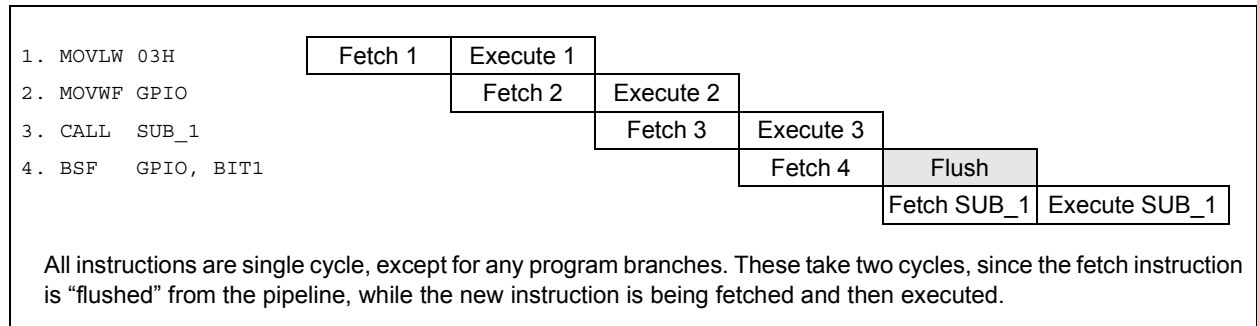 1. MOVLW 03H Fetch 1 Execute 1
2. MOVWF GPIO Fetch 2 Execute 2
3. CALL SUB_1 Fetch 3 Execute 3
4. BSF GPIO, BIT1 Fetch 4 Flush
Fetch SUB_1 Execute SUB_1
All instructions are single cycle, except for any program branches. These take two cycles, since the fetch instruction
is “flushed” from the pipeline, while the new instruction is being fetched and then executed.